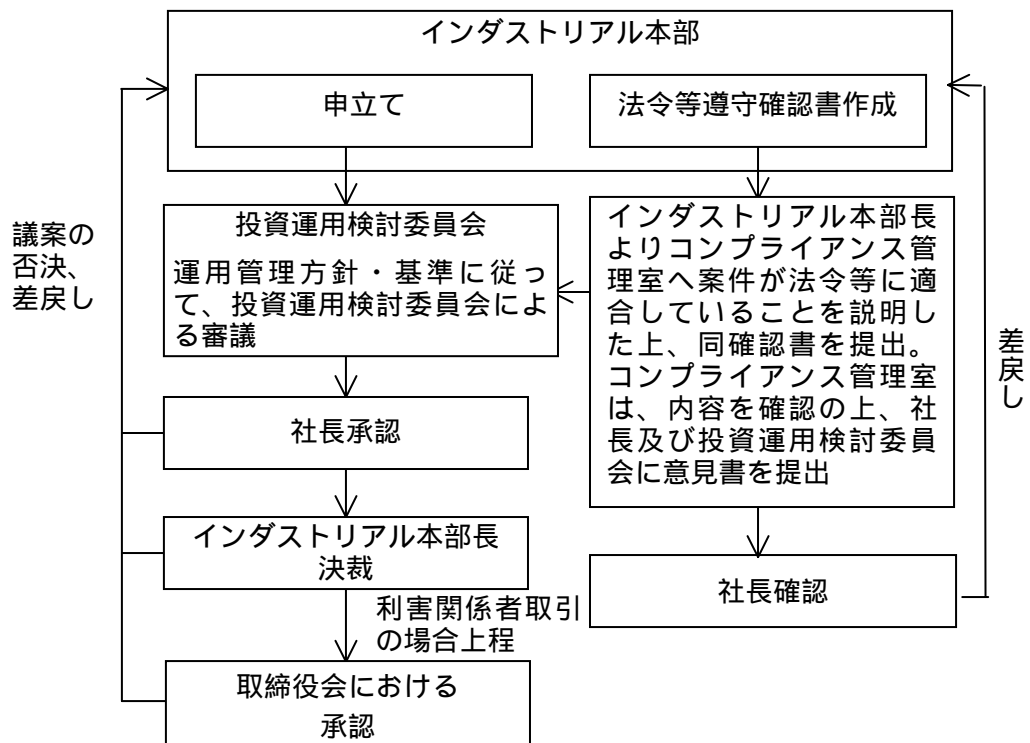 インダストリアル本部
申立て
法令等遵守確認書作成
議案の
否決、
差戻し
投資運用検討委員会
運用管理方針・基準に従っ
て、投資運用検討委員会によ
る審議
インダストリアル本部長
よりコンプライアンス管
理室へ案件が法令等に適
合していることを説明し
た上、同確認書を提出。
コンプライアンス管理室
は、内容を確認の上、社
長及び投資運用検討委員
会に意見書を提出
差戻し
社長承認
インダストリアル本部長
決裁
社長確認
利害関係者取引
の場合上程
取締役会における
承認